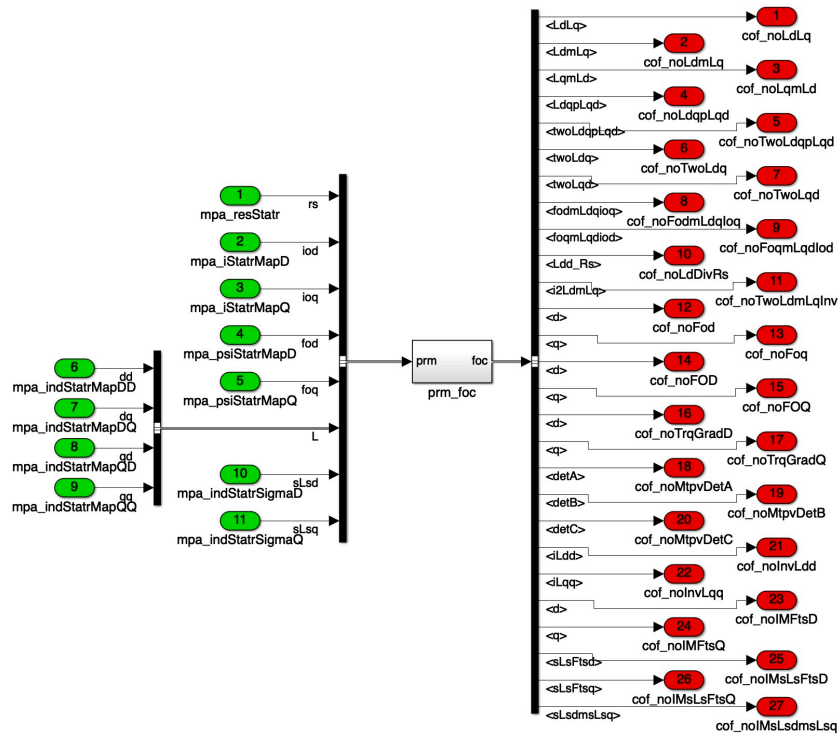 1
mpa_resStatr
rs
2
mpa_iStatrMapD
iod
3
mpa_iStatrMapQ
ioq
4
mpa_psiStatrMapD
fod
5
mpa_psiStatrMapQ
foq
6
mpa_indStatrMapDD
dd
7
mpa_indStatrMapDQ
dq
8
mpa_indStatrMapQD
qd
9
mpa_indStatrMapQQ
qq
L
10
mpa_indStatrSigmaD
sLsd
11
mpa_indStatrSigmaQ
sLsq
prm foc
prm_foc
<LdLq>
1
cof_noLdLq
<LdmLq>
2
cof_noLdmLq
<LqmLd>
3
cof_noLqmLd
<LdqpLqd>
4
cof_noLdqpLqd
<twoLdqpLqd>
5
cof_noTwoLdqpLqd
<twoLdq>
6
cof_noTwoLdq
<twoLqd>
7
cof_noTwoLqd
<fodmLdqioq>
8
cof_noFodmLdqIoq
<foqmLqdiod>
9
cof_noFoqmLqdIod
<Ldd_Rs>
10
cof_noLdDivRs
<i2LdmLq>
11
cof_noTwoLdmLqInv
<d>
12
cof_noFod
<q>
13
cof_noFoq
<d>
14
cof_noFOD
<q>
15
cof_noFOQ
<d>
16
cof_noTrqGradD
<q>
17
cof_noTrqGradQ
<detA>
18
cof_noMtpvDetA
<detB>
19
cof_noMtpvDetB
<detC>
20
cof_noMtpvDetC
<iLdd>
21
cof_noInvLdd
<iLqq>
22
cof_noInvLqq
<d>
23
cof_noIMFtsD
<q>
24
cof_noIMFtsQ
<sLsFtsd>
25
cof_noIMsLsFtsD
<sLsFtsq>
26
cof_noIMsLsFtsQ
<sLsdmsLsq>
27
cof_noIMsLsdmsLsq